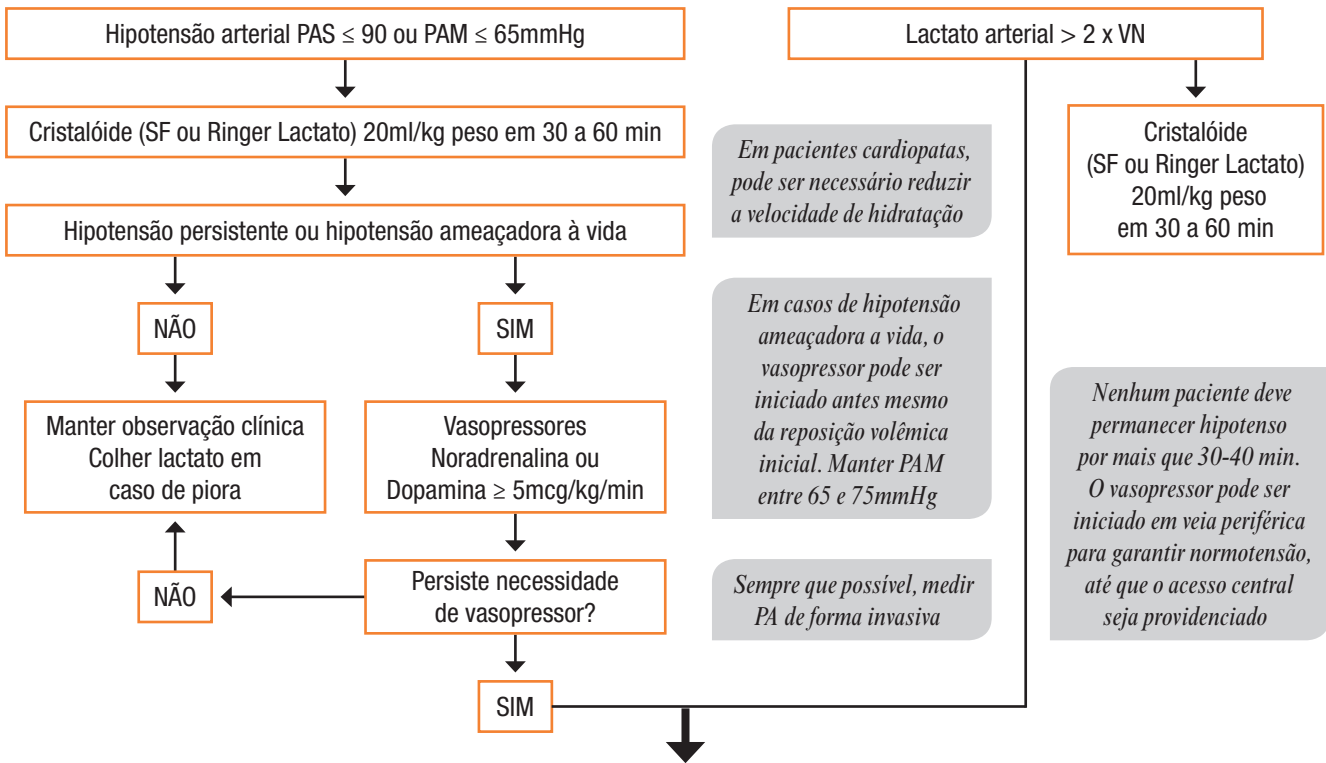 Hipotensão arterial PAS ≤ 90 ou PAM ≤ 65mmHg
Lactato arterial > 2 x VN
Cristalóide (SF ou Ringer Lactato) 20ml/kg peso em 30 a 60 min
Cristalóide
(SF ou Ringer Lactato)
20ml/kg peso
em 30 a 60 min
Em pacientes cardiopatas,
pode ser necessário reduzir
a velocidade de hidratação
Hipotensão persistente ou hipotensão ameaçadora à vida
NÃO
SIM
Em casos de hipotensão
ameaçadora a vida, o
vasopressor pode ser
iniciado antes mesmo
da reposição volêmica
inicial. Manter PAM
entre 65 e 75mmHg
Manter observação clínica
Colher lactato em
caso de piora
Vasopressores
Noradrenalina ou
Dopamina ≥ 5mcg/kg/min
Nenhum paciente deve
permanecer hipotenso
por mais que 30-40 min.
O vasopressor pode ser
iniciado em veia periférica
para garantir normotensão,
até que o acesso central
seja providenciado
NÃO
Persiste necessidade
de vasopressor?
Sempre que possível, medir
PA de forma invasiva
SIM